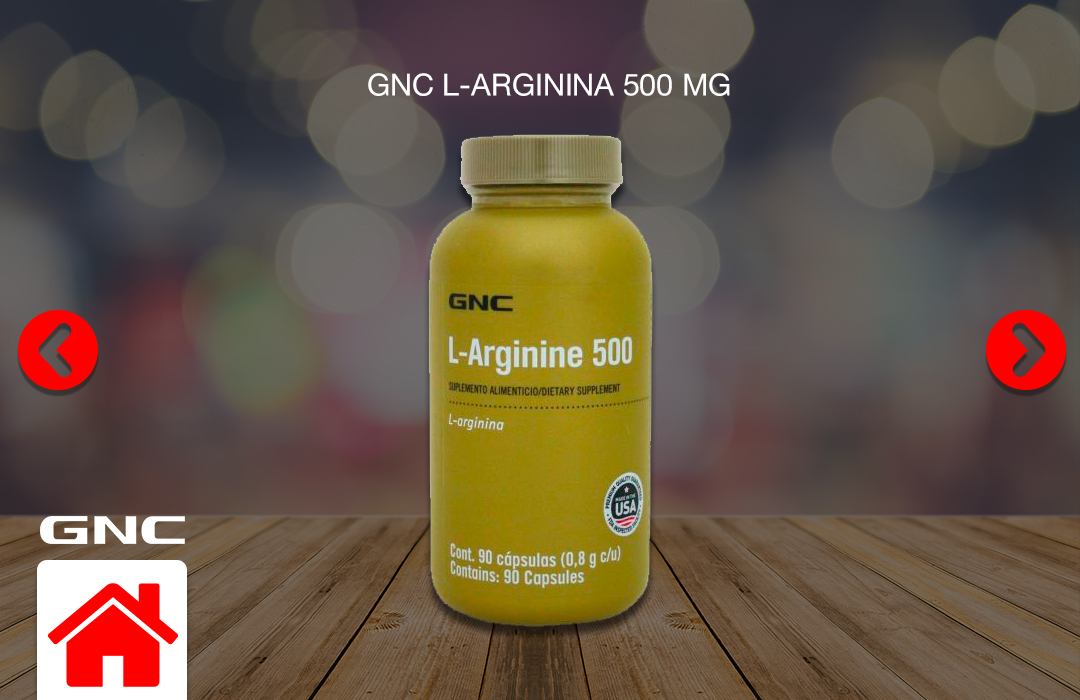 GNC L-ARGININA 500 MG
GNC
L-Arginine 500
SUPLEMENTO ALIMENTICIO/DIETARY SUPPLEMENT
L-arginina
MADE IN THE
USA
Cont. 90 cápsulas (0,8 g c/u)
Contains: 90 Capsules
GNC